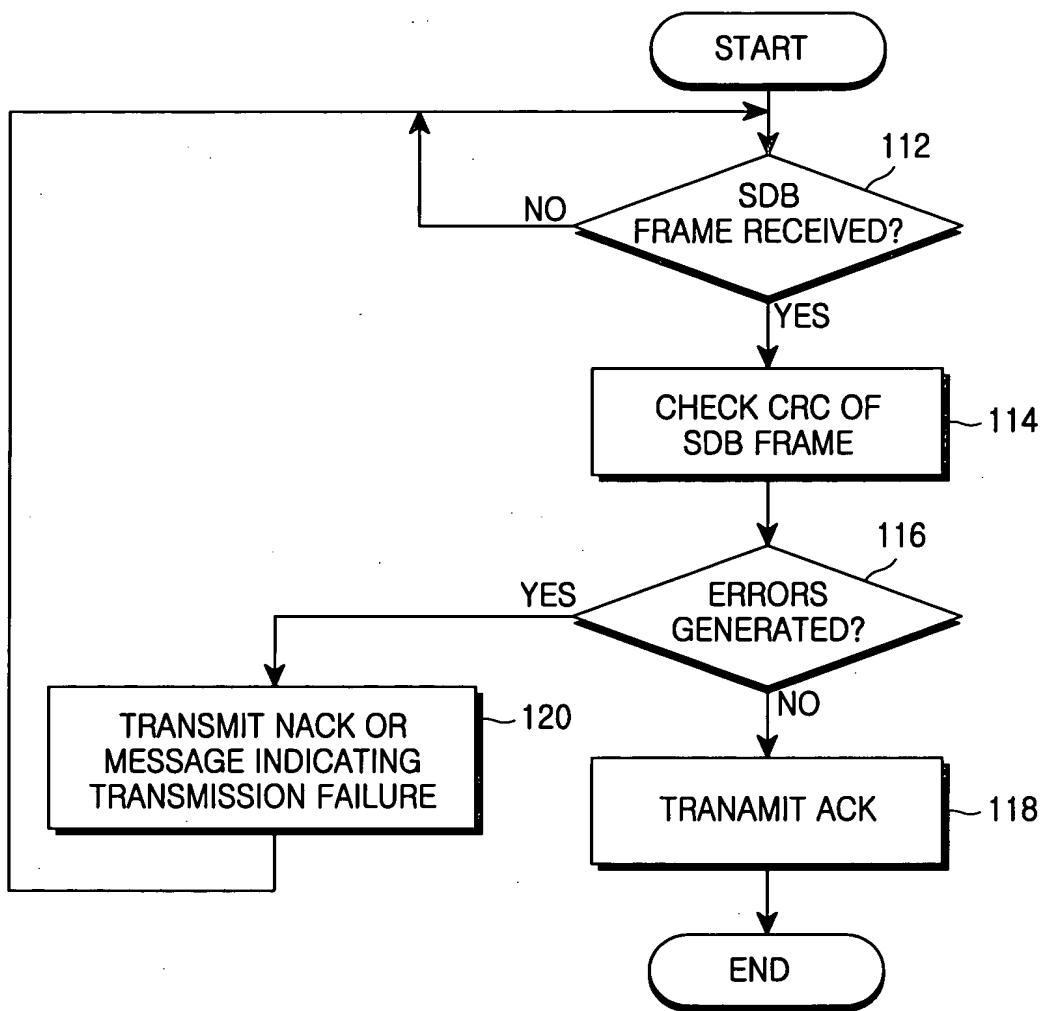 START
112
SDB
FRAME RECEIVED?
NO
YES
CHECK CRC OF
SDB FRAME
114
116
ERRORS
GENERATED?
YES
NO
TRANSMIT NACK OR
MESSAGE INDICATING
TRANSMISSION FAILURE
120
TRANAMIT ACK
118
END